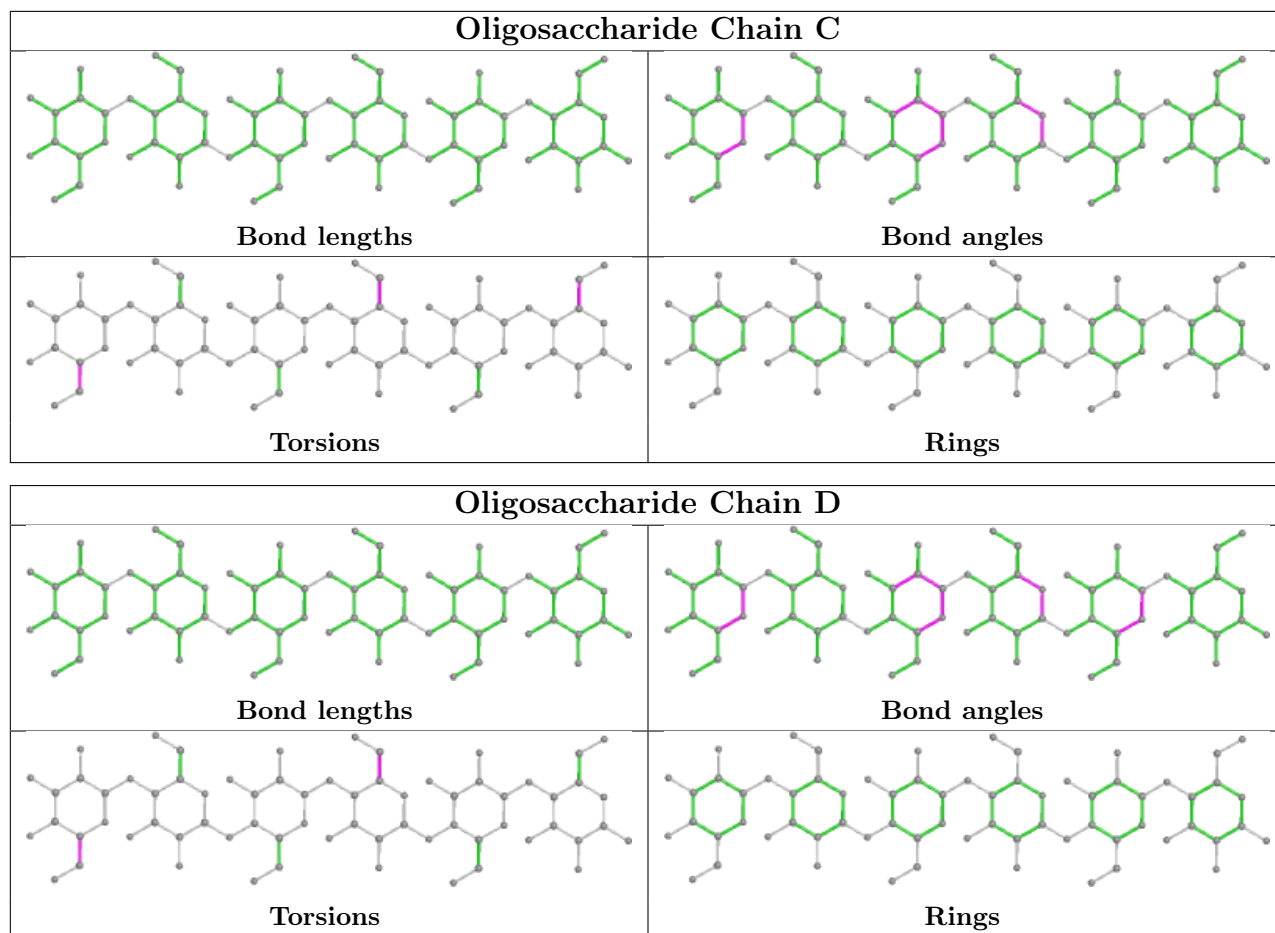 Oligosaccharide Chain C
Bond lengths
Bond angles
Torsions
Rings
Oligosaccharide Chain D
Bond lengths
Bond angles
Torsions
Rings